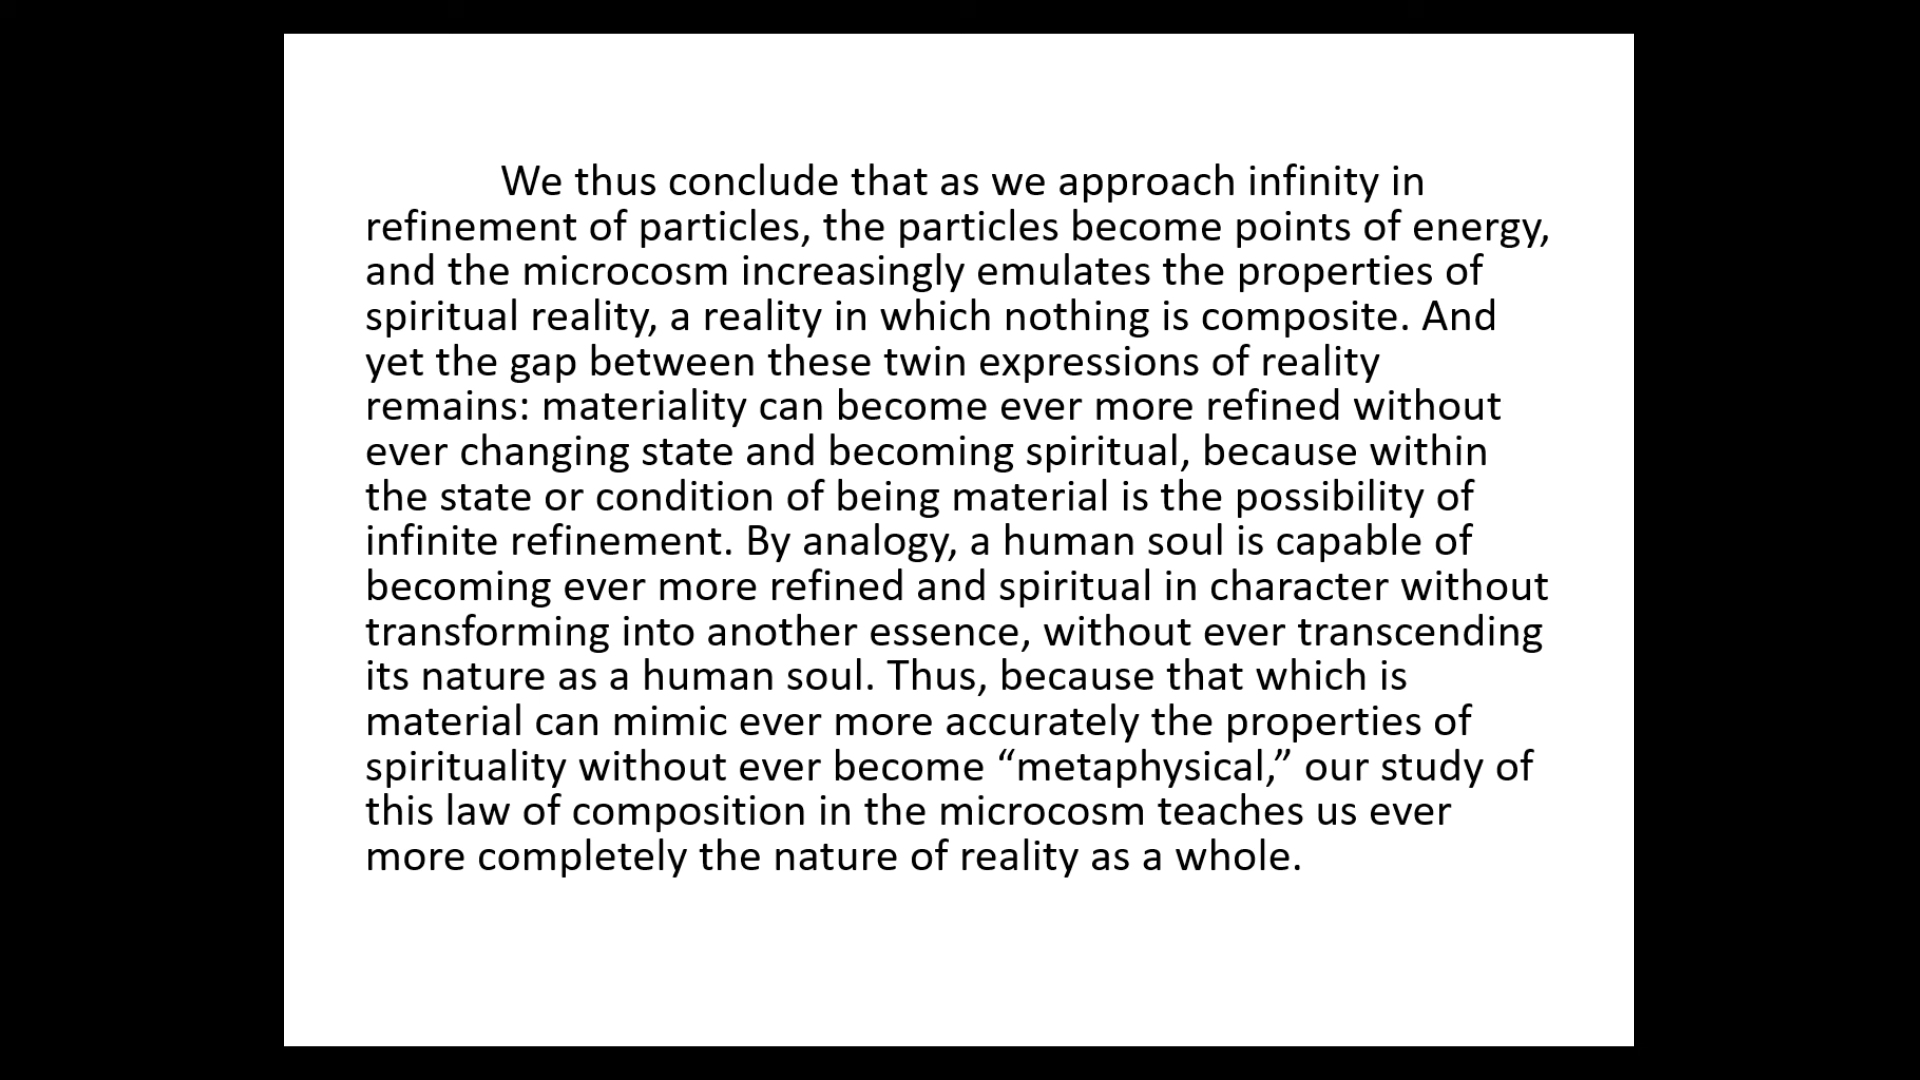 We thus conclude that as we approach infinity in
refinement of particles, the particles become points of energy,
and the microcosm increasingly emulates the properties of
spiritual reality, a reality in which nothing is composite. And
yet the gap between these twin expressions of reality
remains: materiality can become ever more refined without
ever changing state and becoming spiritual, because within
the state or condition of being material is the possibility of
infinite refinement. By analogy, a human soul is capable of
becoming ever more refined and spiritual in character without
transforming into another essence, without ever transcending
its nature as a human soul. Thus, because that which is
material can mimic ever more accurately the properties of
spirituality without ever become “metaphysical,” our study of
this law of composition in the microcosm teaches us ever
more completely the nature of reality as a whole.